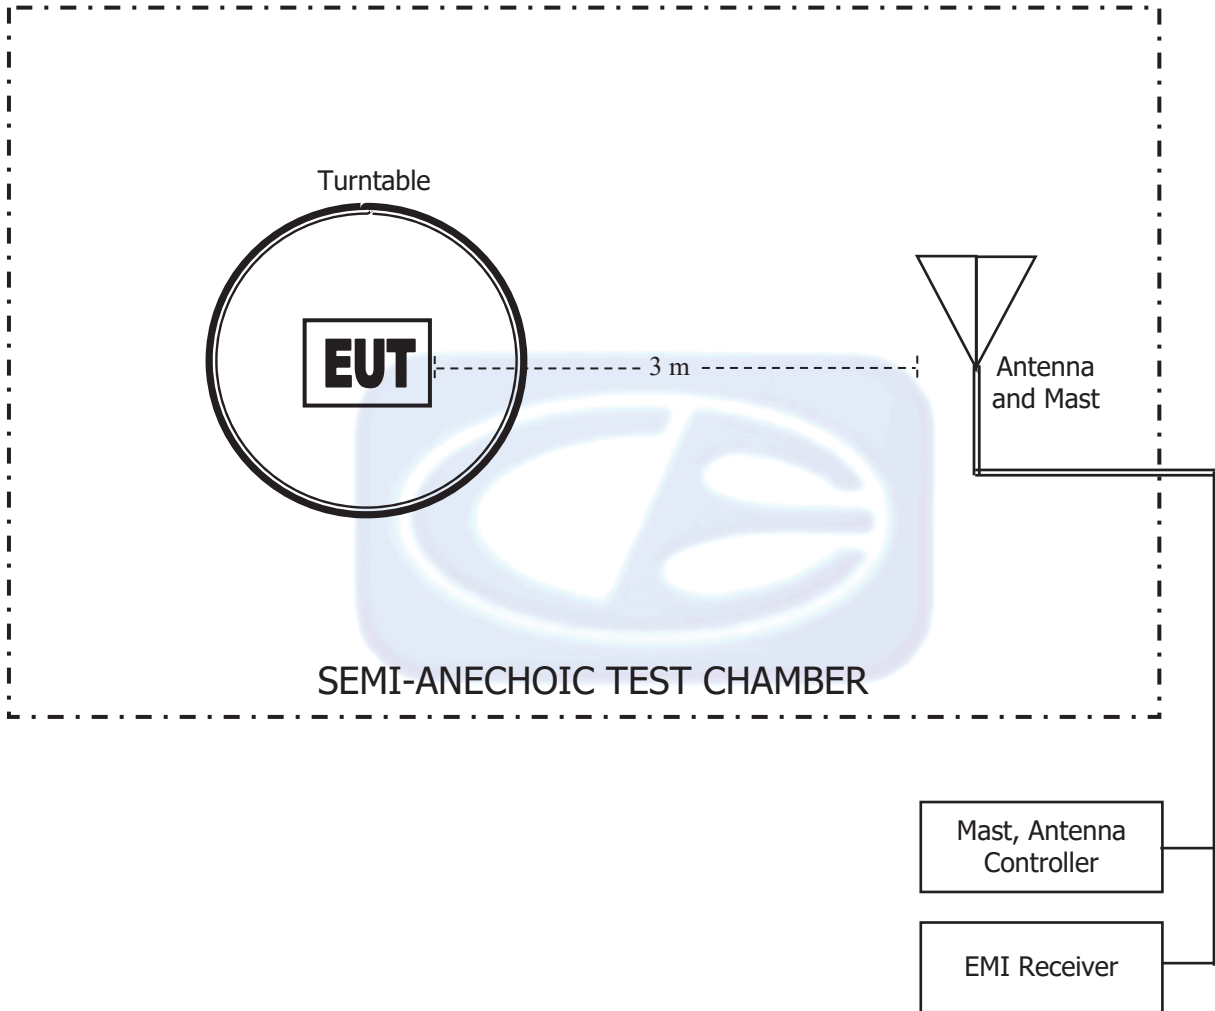 Turntable
EUT
3 m
Antenna
and Mast
SEMI-ANECHOIC TEST CHAMBER
Mast, Antenna
Controller
EMI Receiver